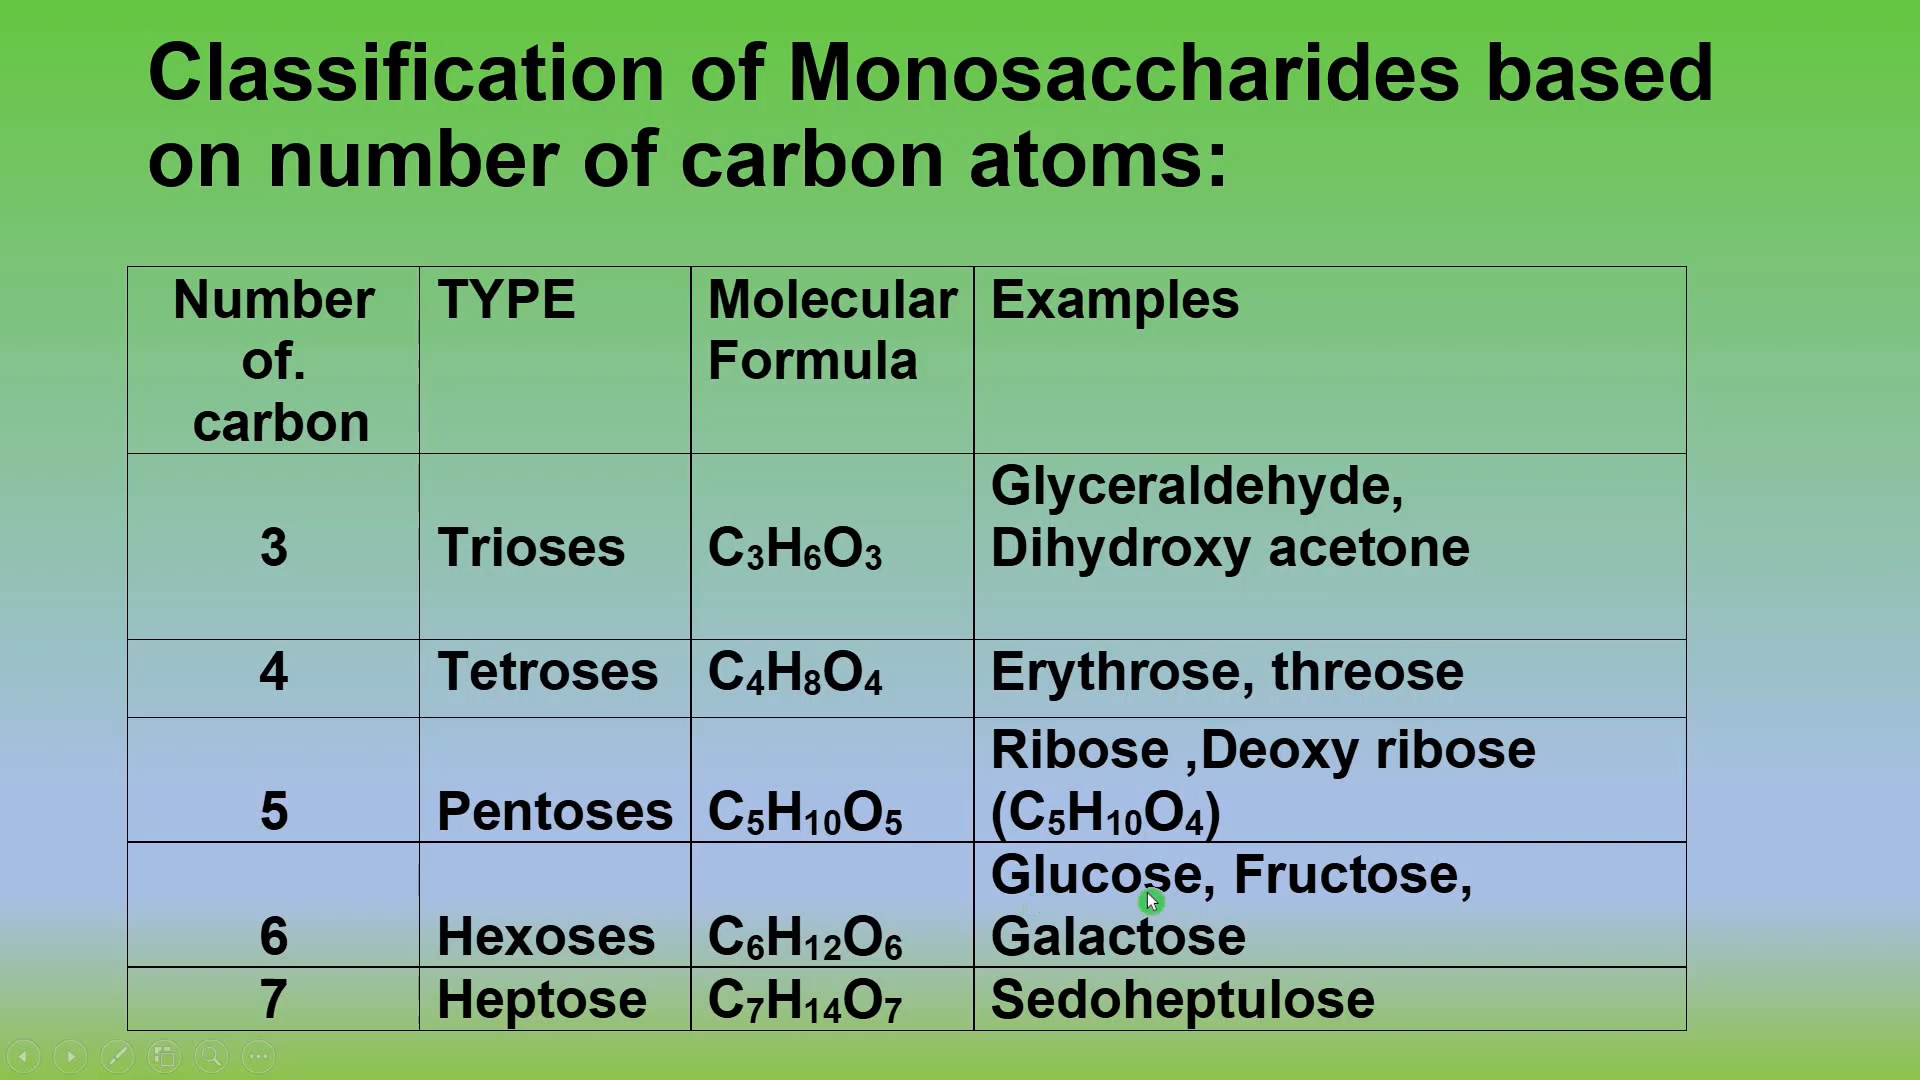 Classification of Monosaccharides based
on number of carbon atoms:
Number
of.
carbon
TYPE
Molecular
Formula
Examples
3
Trioses
C₃H₆O₃
Glyceraldehyde,
Dihydroxy acetone
4
Tetroses
C₄H₈O₄
Erythrose, threose
5
Pentoses
C₅H₁₀O₅
Ribose ,Deoxy ribose
(C₅H₁₀O₄)
6
Hexoses
C₆H₁₂O₆
Glucose, Fructose,
Galactose
7
Heptose
C₇H₁₄O₇
Sedoheptulose